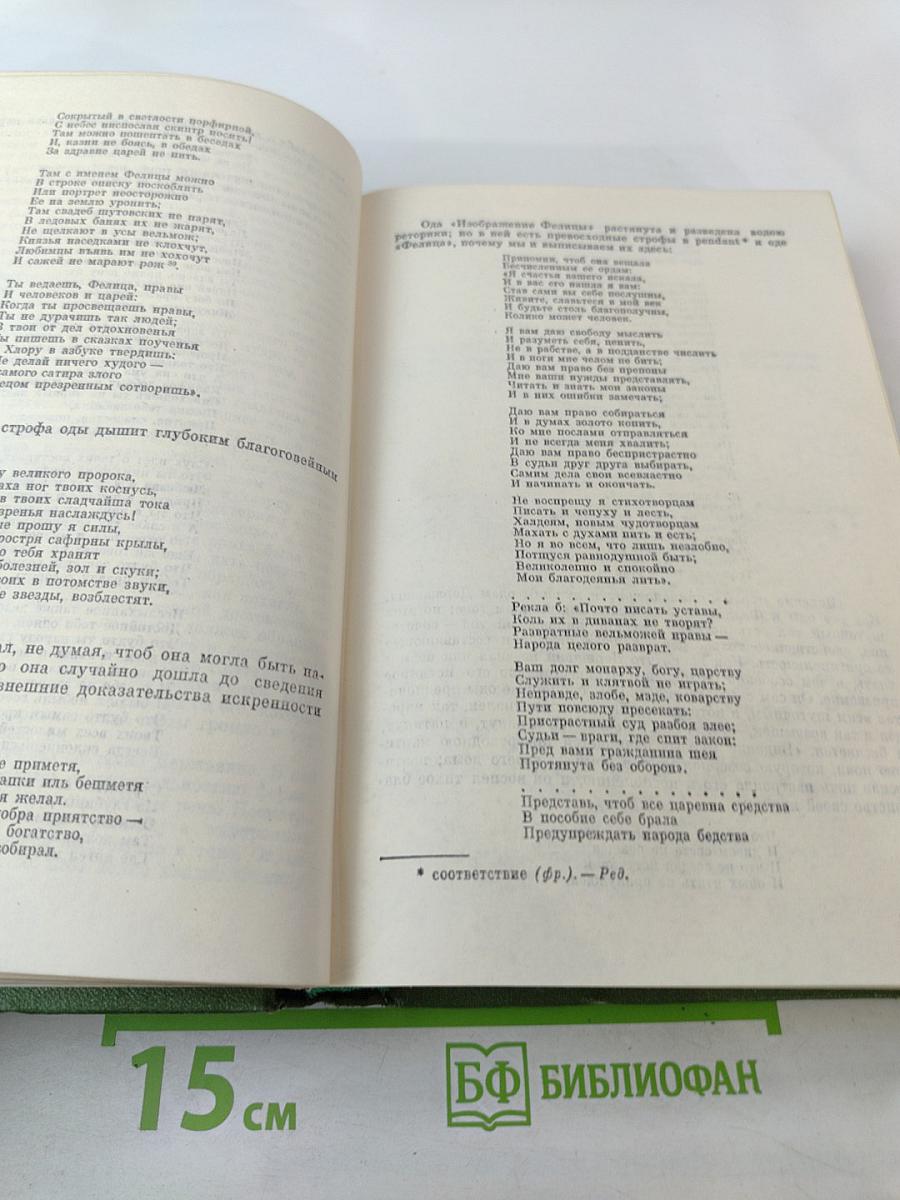 Сокрытый в светлости порфирной,
С небес ниспослан скиптр носить!
Там можно пошептать в беседах
И, казни не боясь, в обедах
За здравие царей не пить.
Там с именем Фелицы можно
В строке описку поскоблить
Или портрет неосторожно
Ее на землю уронить;
Там свадеб шутовских не парят,
В ледовых банях их не жарят,
Не щелкают в усы вельмож;
Князья наседками не клохчут,
Любимцы въявь им не хохочут
И сажей не марают рож
Ты ведаешь, Фелица, правы
И человеков и царей:
Когда ты просвещаешь нравы,
Ты не дурачишь так людей;
В твои от дел отдохновенья
Ты пишешь в сказках поученья
Хлору в азбуке твердишь:
Не делай ничего худого —
самого сатира злого
ецом презренным сотворишь».
строфа оды дышит глубоким благоговейным
у великого пророка,
аха ног твоих коснусь,
в твоих сладчайша тока
зренья наслаждусь!
ые прошу я силы,
ростря сафирны крылы,
о тебя хранят
болезней, зол и скуки;
воих в потомстве звуки,
е звезды, возблестят.
ал, не думая, чтоб она могла быть на-
о она случайно дошла до сведения
внешние доказательства искренности
е приметя,
ашки иль бешметя
я желал.
обра приятство —
богатство,
обирал.
Ода «Изображение Фелицы» растянута и разведена водою
реторики; но в ней есть превосходные строфы в pendant * к оде
«Фелица», почему мы и выписываем их здесь:
Припомни, чтоб она вещала
Бесчисленным ее ордам:
«Я счастья вашего искала,
И в вас его нашла я вам:
Став сами вы себе послушны,
Живите, славьтеся в мой век
И будьте столь благополучны,
Колико может человек.
Я вам даю свободу мыслить
И разуметь себя, ценить,
Не в рабстве, а в подданстве числить
И в ноги мне челом не бить;
Даю вам право без препоны
Мне ваши нужды представлять,
Читать и знать мои законы
И в них ошибки замечать;
Даю вам право собираться
И в думах золото копить,
Ко мне послами отправляться
И не всегда меня хвалить;
Даю вам право беспристрастно
В судьи друг друга выбирать,
Самим дела свои всевластно
И начинать и окончать.
Не воспрещу я стихотворцам
Писать и чепуху и лесть,
Халдеям, новым чудотворцам
Махать с духами пить и есть;
Но я во всем, что лишь незлобно,
Потщуся равнодушной быть;
Великолепно и спокойно
Мои благодеянья лить».
. . . . . . . . . . . . . . . .
Рекла б: «Почто писать уставы,
Коль их в диванах не творят?
Развратные вельможей нравы —
Народа целого разврат.
Ваш долг монарху, богу, царству
Служить и клятвой не играть;
Неправде, злобе, мзде, коварству
Пути повсюду пресекать;
Пристрастный суд разбоя злее;
Судьи — враги, где спит закон:
Пред вами гражданина шея
Протянута без оборон».
. . . . . . . . . . . . . . . .
Представь, чтоб все царевна средства
В пособие себе брала
Предупреждать народа бедства
* соответствие (фр.). — Ред.
15 см
БФ БИБЛИОФАН